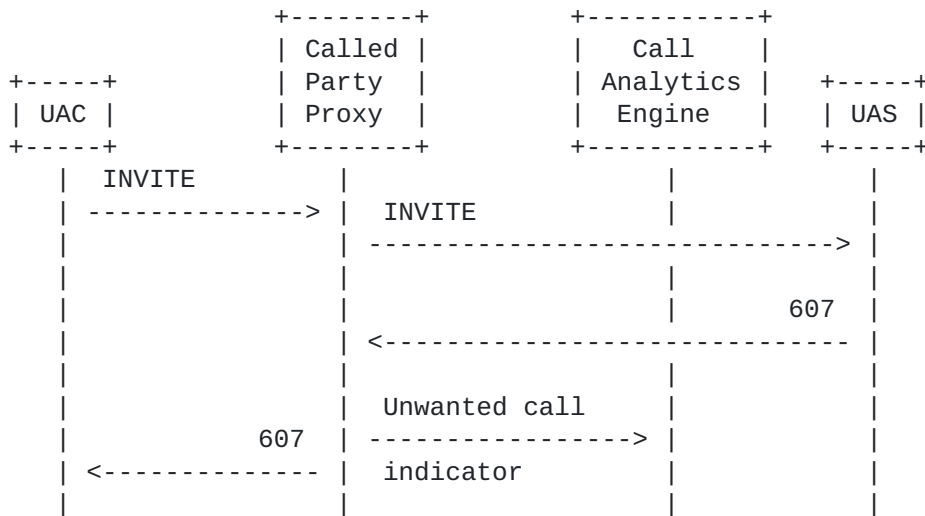 +--------+         +-----------+
| Called |         |   Call    |
+-----+          | Party  |         | Analytics |   +-----+
| UAC |          | Proxy  |         |  Engine   |   | UAS |
+-----+          +--------+         +-----------+   +-----+
|  INVITE         |                    |            |
| --------------> |  INVITE            |            |
|                 | ------------------------------> |
|                 |                    |            |
|                 |                    |       607  |
|                 | <------------------------------ |
|                 |                    |            |
|                 |  Unwanted call     |            |
|            607  | -----------------> |            |
| <-------------- |  indicator         |            |
|                 |                    |            |